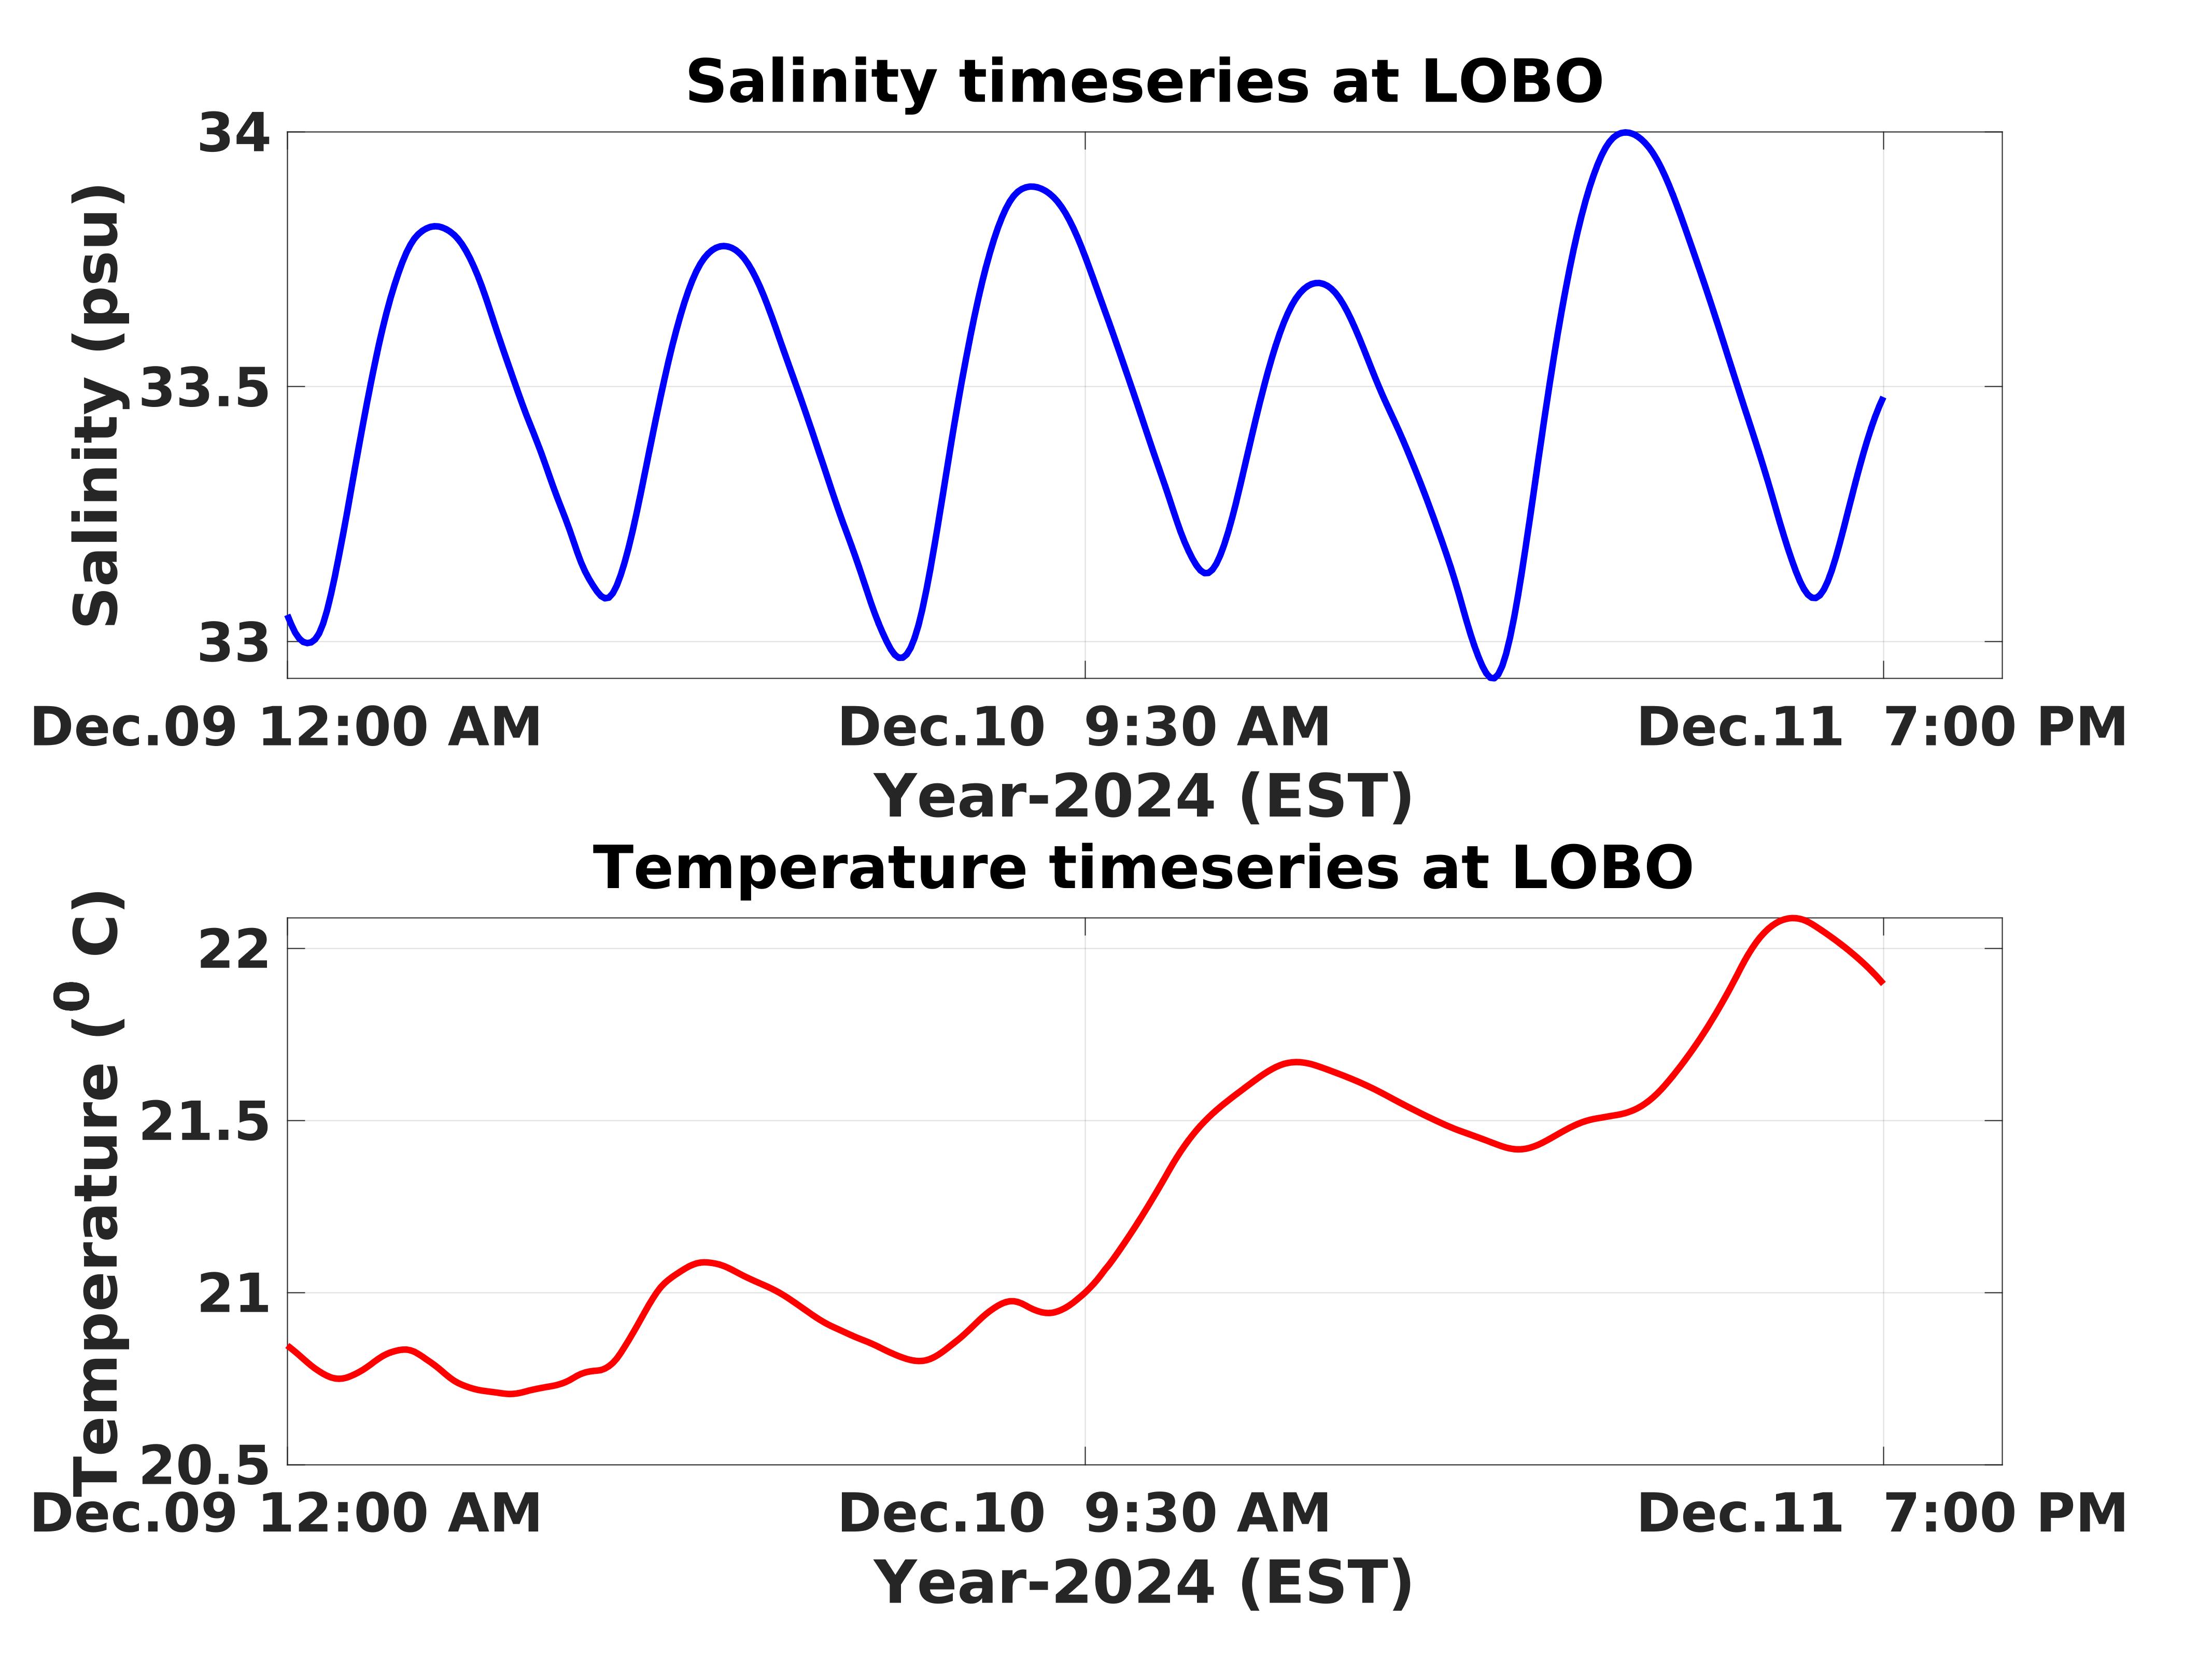 Salinity timeseries at LOBO
Salinity (psu)
34
33.5
33
Dec.09 12:00 AM Dec.10 9:30 AM Dec.11 7:00 PM
Year-2024 (EST)
Temperature timeseries at LOBO
Temperature (⁰ C)
22
21.5
21
20.5
Dec.09 12:00 AM Dec.10 9:30 AM Dec.11 7:00 PM
Year-2024 (EST)